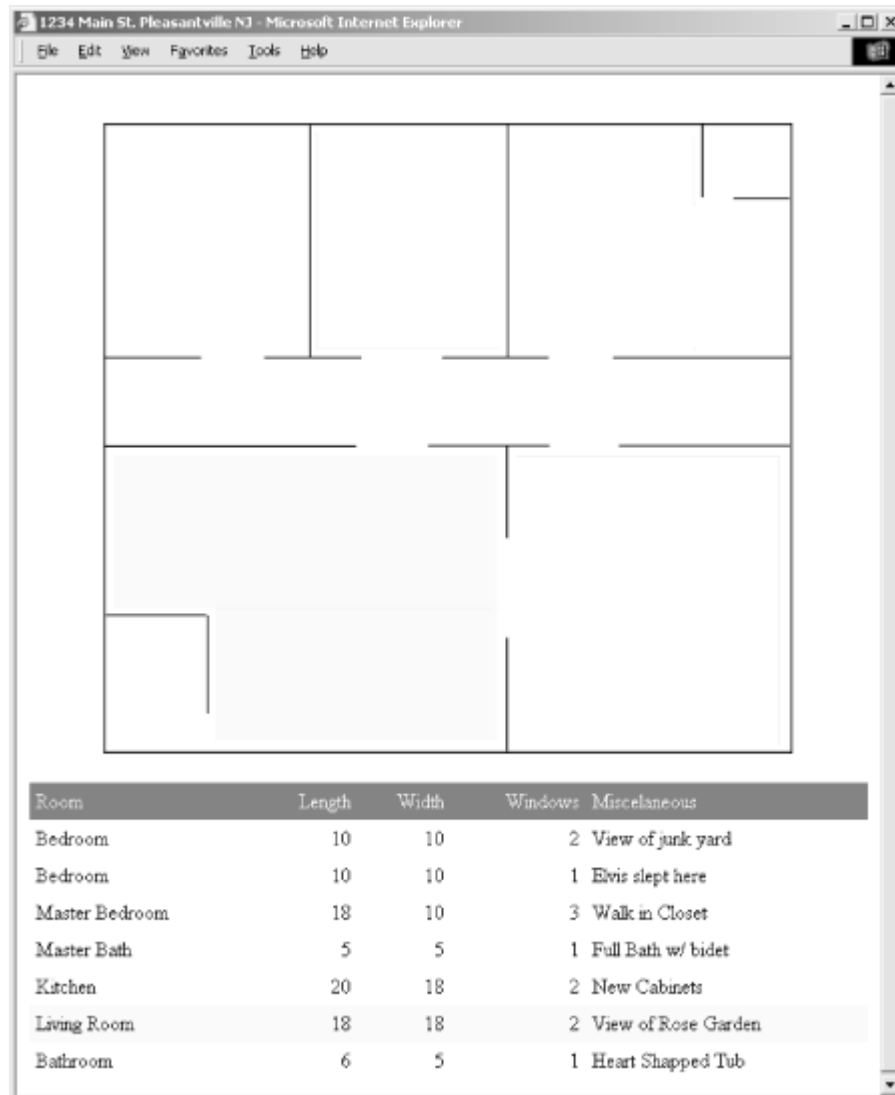 1234 Main St. Pleasantville NJ - Microsoft Internet Explorer
File Edit View Favorites Tools Help
Room Length Width Windows Miscelaneous
Bedroom 10 10 2 View of junk yard
Bedroom 10 10 1 Elvis slept here
Master Bedroom 18 10 3 Walk in Closet
Master Bath 5 5 1 Full Bath w/ bidet
Kitchen 20 18 2 New Cabinets
Living Room 18 18 2 View of Rose Garden
Bathroom 6 5 1 Heart Shapped Tub